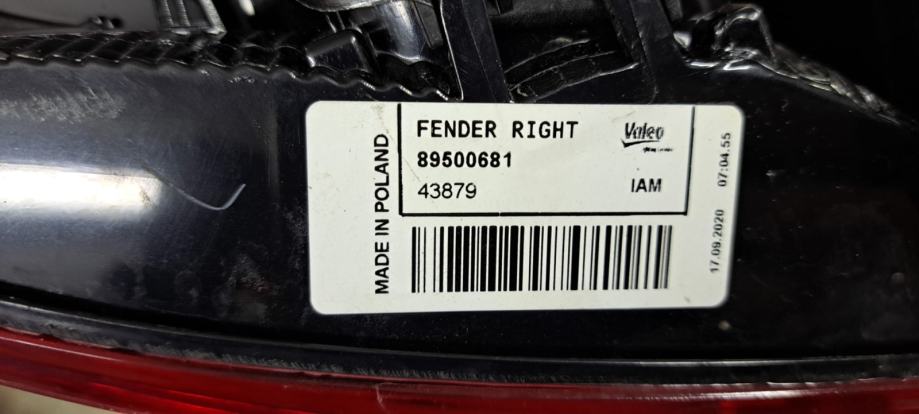 FENDER RIGHT
Valeo
89500681
43879
IAM
MADE IN POLAND
17.09.2020 07:04.55